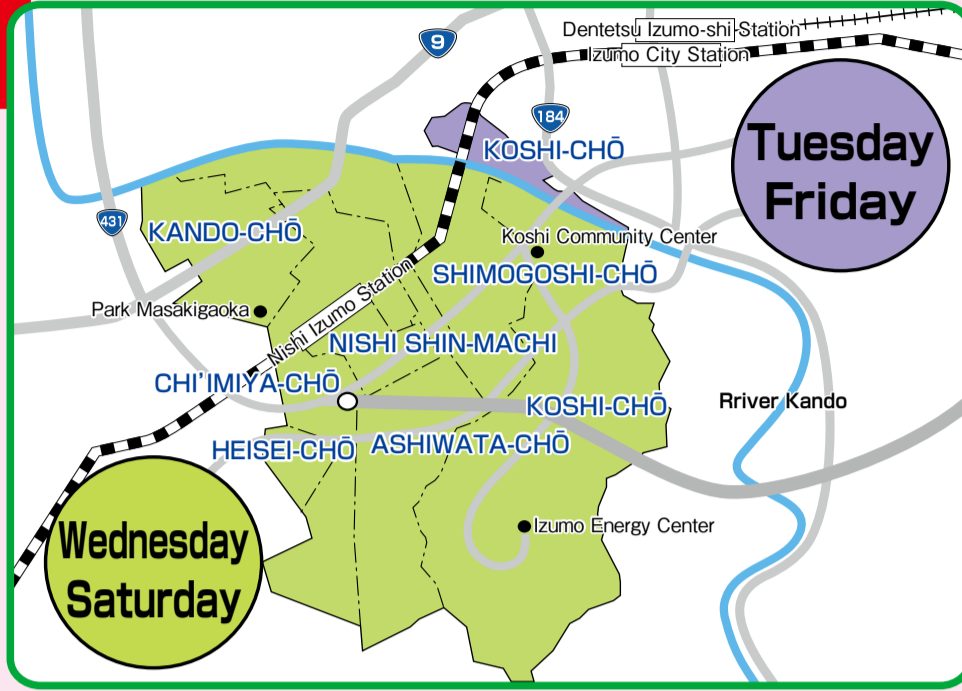 Dentetsu Izumo-shi Station
Izumo City Station
9
184
KOSHI-CHŌ
Tuesday
Friday
431
KANDO-CHŌ
Koshi Community Center
SHIMOGOSHI-CHŌ
Park Masakigaoka
Nishi Izumo Station
NISHI SHIN-MACHI
CHI'IMIYA-CHŌ
KOSHI-CHŌ
Rriver Kando
HEISEI-CHŌ
ASHIWATA-CHŌ
Izumo Energy Center
Wednesday
Saturday